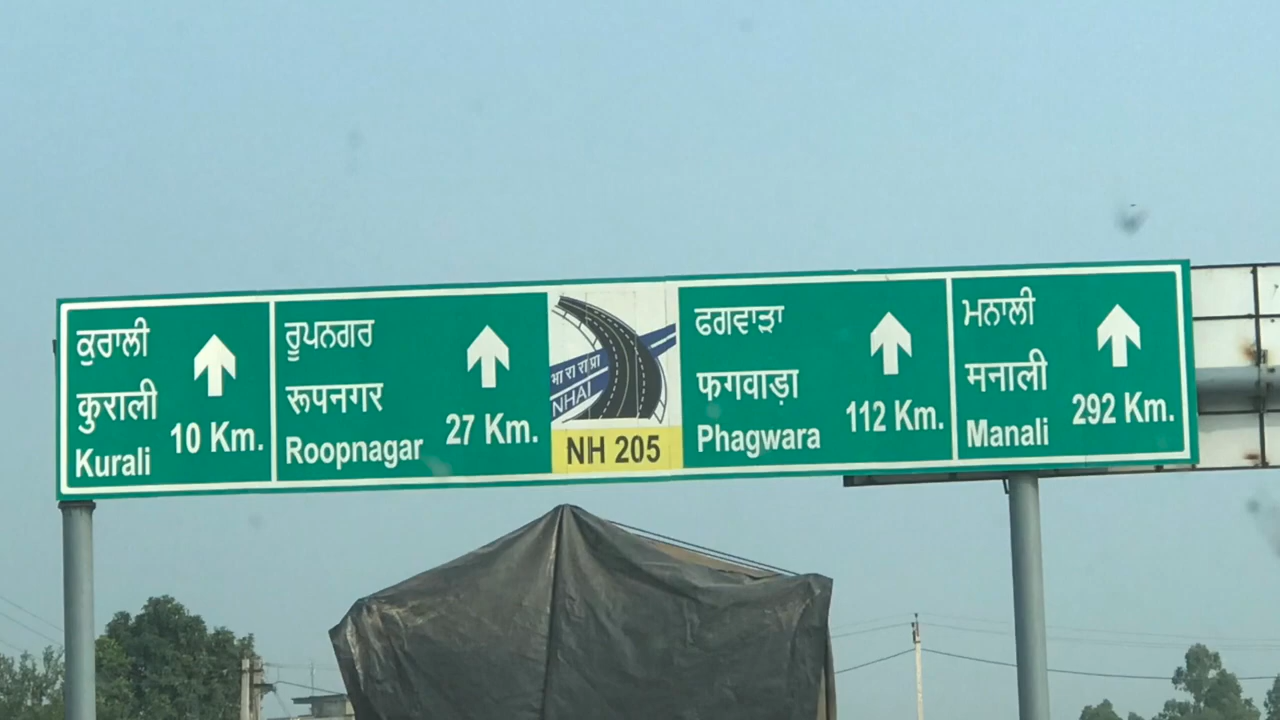 ਕੁਰਾਲੀ
कुराली
Kurali
10 Km.
ਰੂਪਨਗਰ
रूपनगर
Roopnagar
27 Km.
भा रा रा प्रा
NHAI
NH 205
ਫਗਵਾੜਾ
फगवाड़ा
Phagwara
112 Km.
ਮਨਾਲੀ
मनाली
Manali
292 Km.